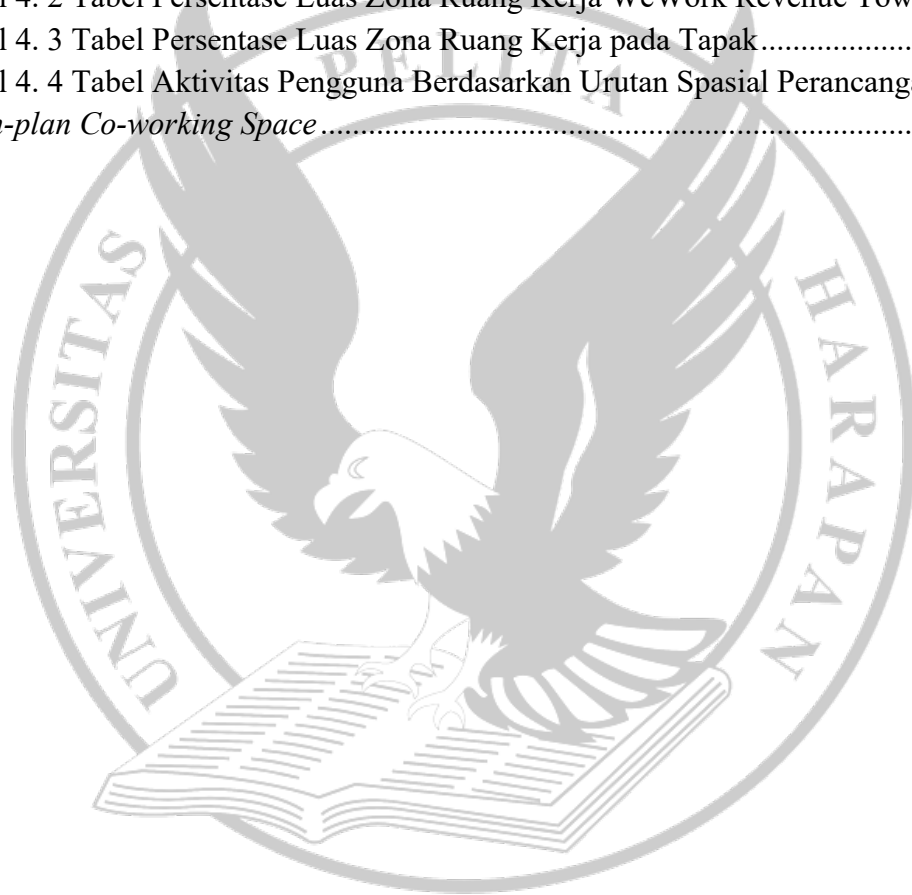 l 4. 2 Tabel Persentase Luas Zona Ruang Kerja WeWork Revenue Tow
l 4. 3 Tabel Persentase Luas Zona Ruang Kerja pada Tapak....................
l 4. 4 Tabel Aktivitas Pengguna Berdasarkan Urutan Spasial Perancanga
n-plan Co-working Space..............................................................................
UNIVERSITAS PELITA HARAPAN